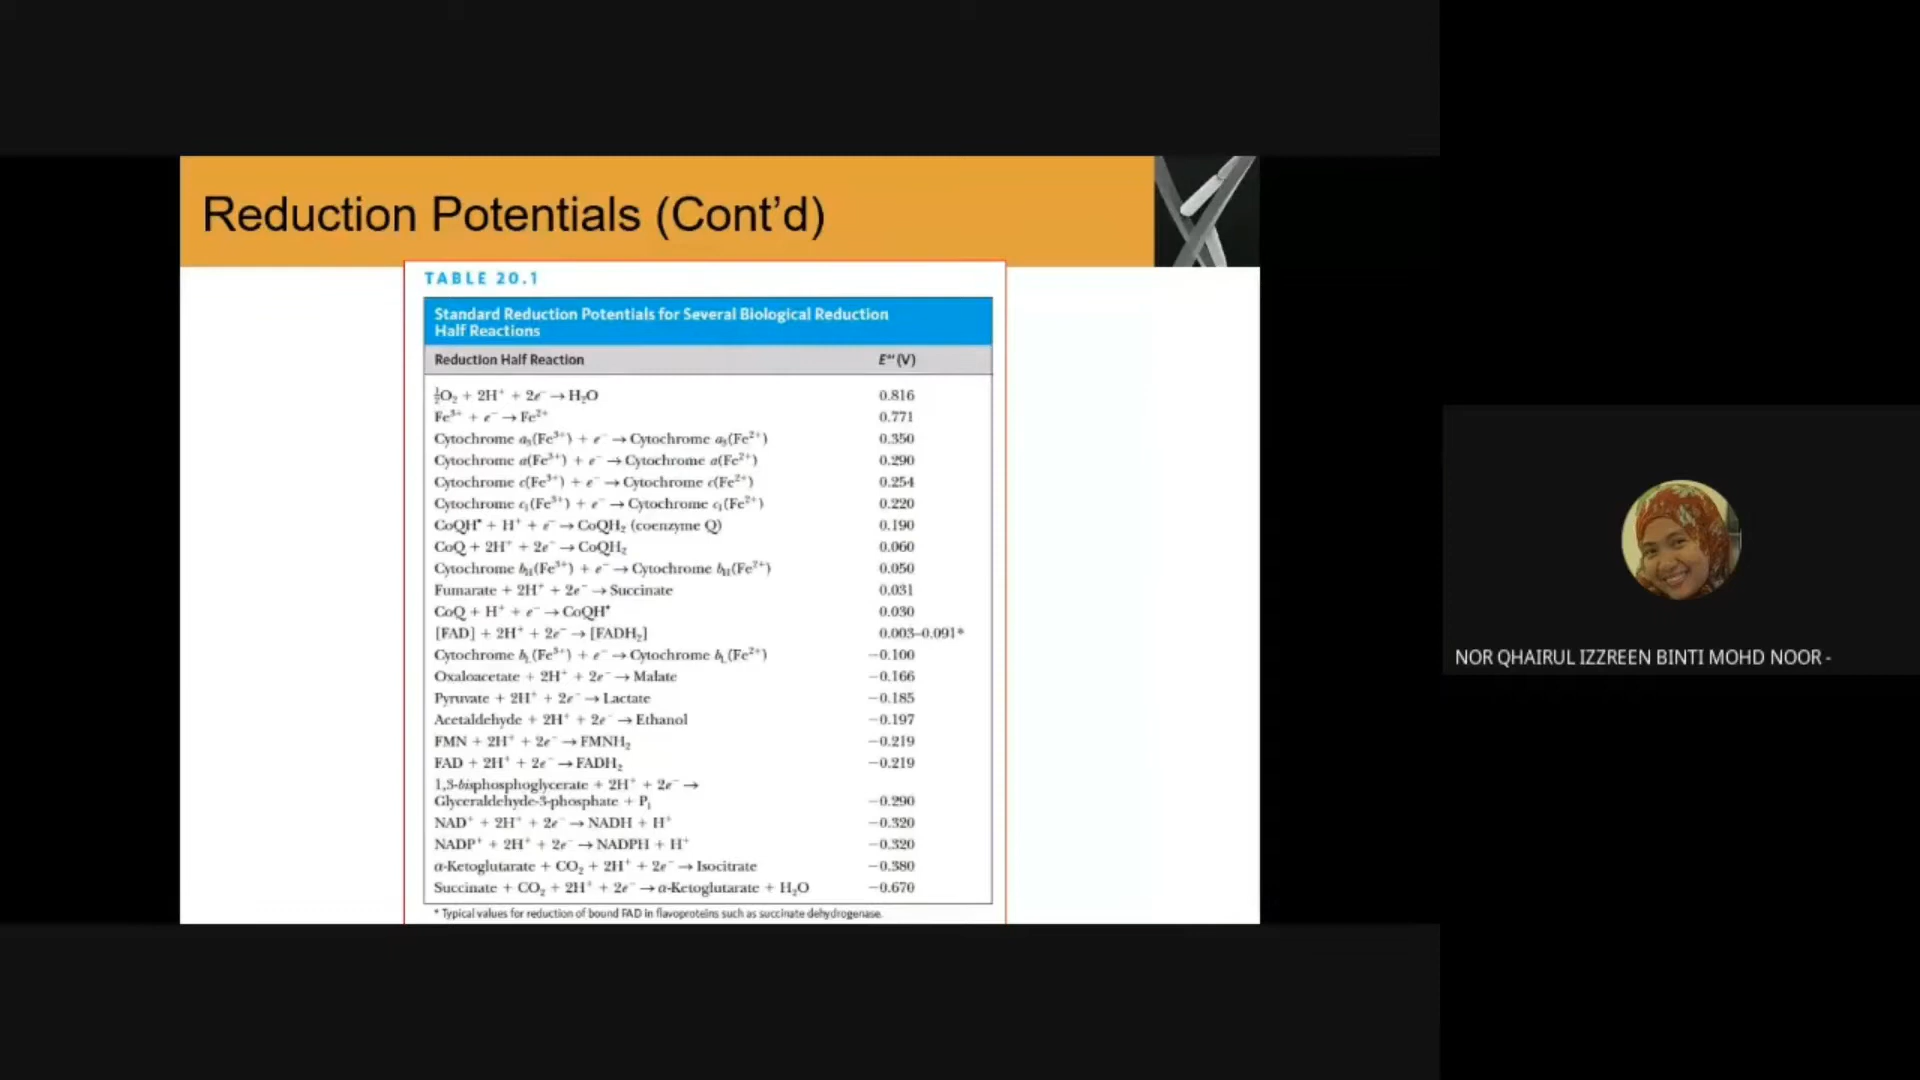 Reduction Potentials (Cont’d)
TABLE 20.1
Standard Reduction Potentials for Several Biological Reduction
Half Reactions
Reduction Half Reaction E°′ (V)
½O₂ + 2H⁺ + 2e⁻ → H₂O 0.816
Fe³⁺ + e⁻ → Fe²⁺ 0.771
Cytochrome a₃(Fe³⁺) + e⁻ → Cytochrome a₃(Fe²⁺) 0.350
Cytochrome a(Fe³⁺) + e⁻ → Cytochrome a(Fe²⁺) 0.290
Cytochrome c(Fe³⁺) + e⁻ → Cytochrome c(Fe²⁺) 0.254
Cytochrome c₁(Fe³⁺) + e⁻ → Cytochrome c₁(Fe²⁺) 0.220
CoQH• + H⁺ + e⁻ → CoQH₂ (coenzyme Q) 0.190
CoQ + 2H⁺ + 2e⁻ → CoQH₂ 0.060
Cytochrome b_H(Fe³⁺) + e⁻ → Cytochrome b_H(Fe²⁺) 0.050
Fumarate + 2H⁺ + 2e⁻ → Succinate 0.031
CoQ + H⁺ + e⁻ → CoQH• 0.030
[FAD] + 2H⁺ + 2e⁻ → [FADH₂] 0.003–0.091*
Cytochrome b_L(Fe³⁺) + e⁻ → Cytochrome b_L(Fe²⁺) −0.100
Oxaloacetate + 2H⁺ + 2e⁻ → Malate −0.166
Pyruvate + 2H⁺ + 2e⁻ → Lactate −0.185
Acetaldehyde + 2H⁺ + 2e⁻ → Ethanol −0.197
FMN + 2H⁺ + 2e⁻ → FMNH₂ −0.219
FAD + 2H⁺ + 2e⁻ → FADH₂ −0.219
1,3-bisphosphoglycerate + 2H⁺ + 2e⁻ →
Glyceraldehyde-3-phosphate + Pᵢ −0.290
NAD⁺ + 2H⁺ + 2e⁻ → NADH + H⁺ −0.320
NADP⁺ + 2H⁺ + 2e⁻ → NADPH + H⁺ −0.320
α-Ketoglutarate + CO₂ + 2H⁺ + 2e⁻ → Isocitrate −0.380
Succinate + CO₂ + 2H⁺ + 2e⁻ → α-Ketoglutarate + H₂O −0.670
* Typical values for reduction of bound FAD in flavoproteins such as succinate dehydrogenase.
NOR QHAIRUL IZZREEN BINTI MOHD NOOR -